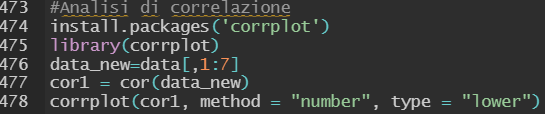 473 #Analisi di correlazione
474 install.packages('corrplot')
475 library(corrplot)
476 data_new=data[,1:7]
477 cor1 = cor(data_new)
478 corrplot(cor1, method = "number", type = "lower")